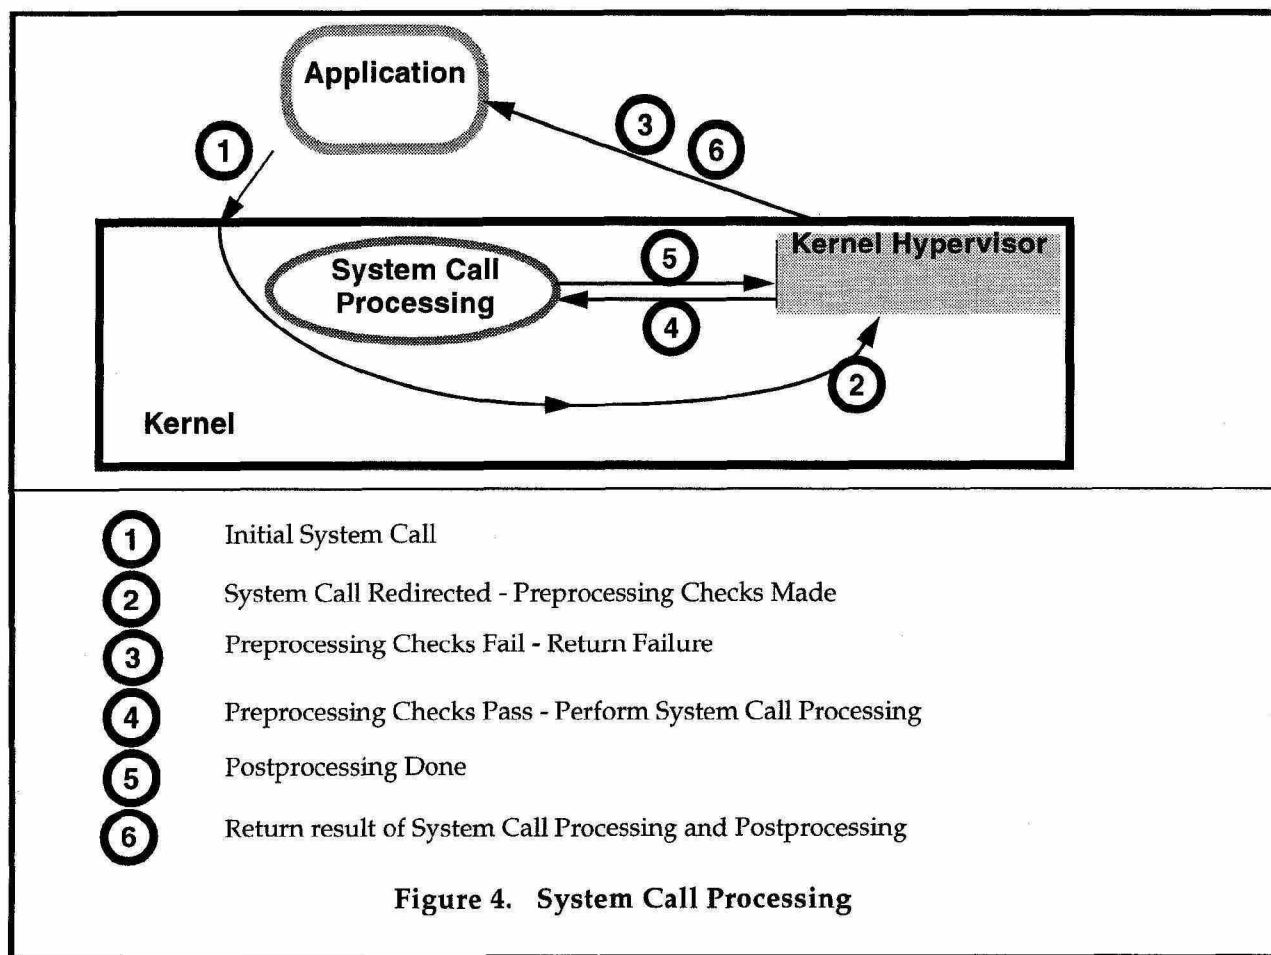 Application
1
3
6
Kernel Hypervisor
System Call
Processing
5
4
2
Kernel
1 Initial System Call
2 System Call Redirected - Preprocessing Checks Made
3 Preprocessing Checks Fail - Return Failure
4 Preprocessing Checks Pass - Perform System Call Processing
5 Postprocessing Done
6 Return result of System Call Processing and Postprocessing
Figure 4. System Call Processing